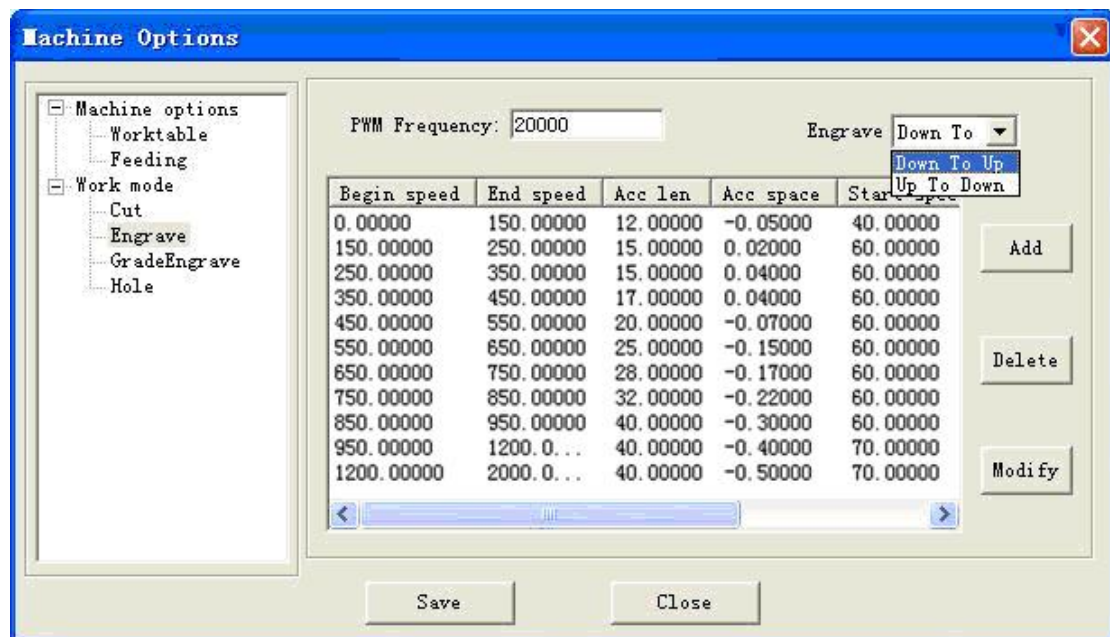 Machine Options
Machine options
Worktable
Feeding
Work mode
Cut
Engrave
GradeEngrave
Hole
PWM Frequency: 20000
Engrave Down To
Down To Up
Up To Down
Begin speed End speed Acc len Acc space
0.00000 150.00000 12.00000 -0.05000 40.00000
150.00000 250.00000 15.00000 0.02000 60.00000
250.00000 350.00000 15.00000 0.04000 60.00000
350.00000 450.00000 17.00000 0.04000 60.00000
450.00000 550.00000 20.00000 -0.07000 60.00000
550.00000 650.00000 25.00000 -0.15000 60.00000
650.00000 750.00000 28.00000 -0.17000 60.00000
750.00000 850.00000 32.00000 -0.22000 60.00000
850.00000 950.00000 40.00000 -0.30000 60.00000
950.00000 1200.0... 40.00000 -0.40000 70.00000
1200.00000 2000.0... 40.00000 -0.50000 70.00000
Add
Delete
Modify
Save Close